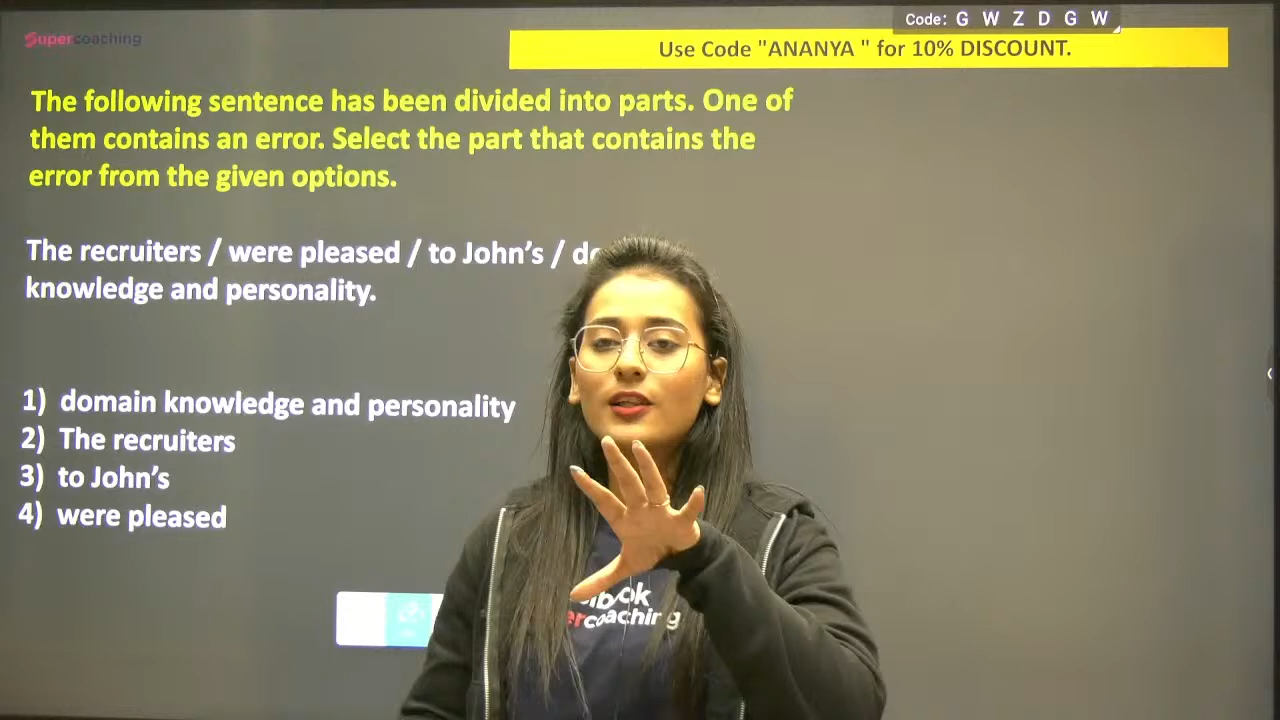 Code: G W Z D G W
Supercoaching
Use Code "ANANYA " for 10% DISCOUNT.
The following sentence has been divided into parts. One of
them contains an error. Select the part that contains the
error from the given options.
The recruiters / were pleased / to John’s /
knowledge and personality.
1) domain knowledge and personality
2) The recruiters
3) to John’s
4) were pleased
coaching